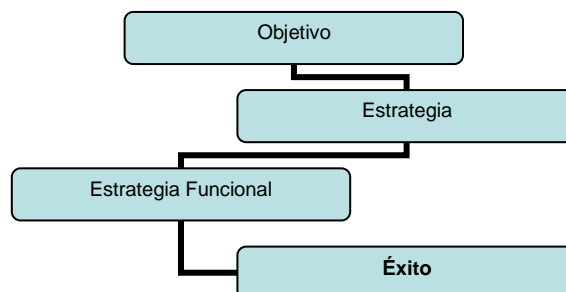 Objetivo
Estrategia
Estrategia Funcional
Éxito